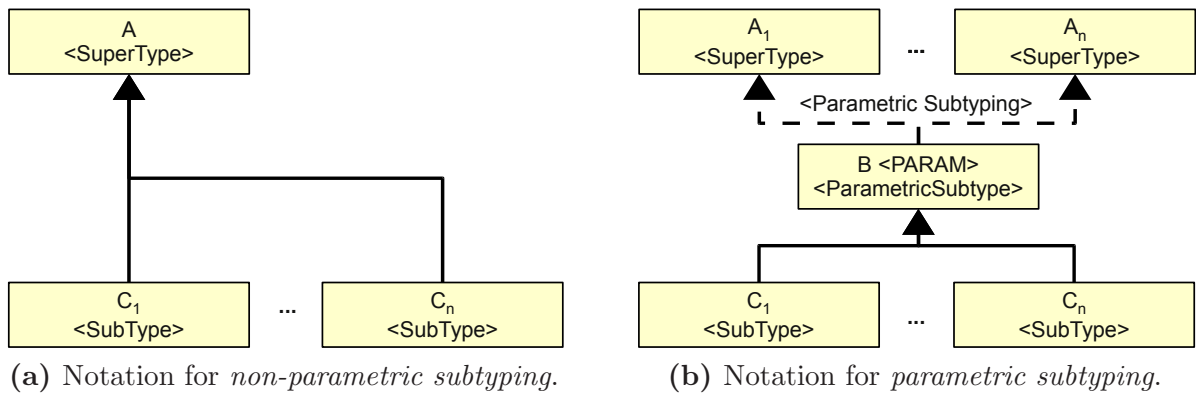 A
<SuperType>
...
C₁
<SubType>
...
Cₙ
<SubType>
(a) Notation for non-parametric subtyping.
A₁
<SuperType>
...
Aₙ
<SuperType>
<Parametric Subtyping>
B <PARAM>
<ParametricSubtype>
C₁
<SubType>
...
Cₙ
<SubType>
(b) Notation for parametric subtyping.